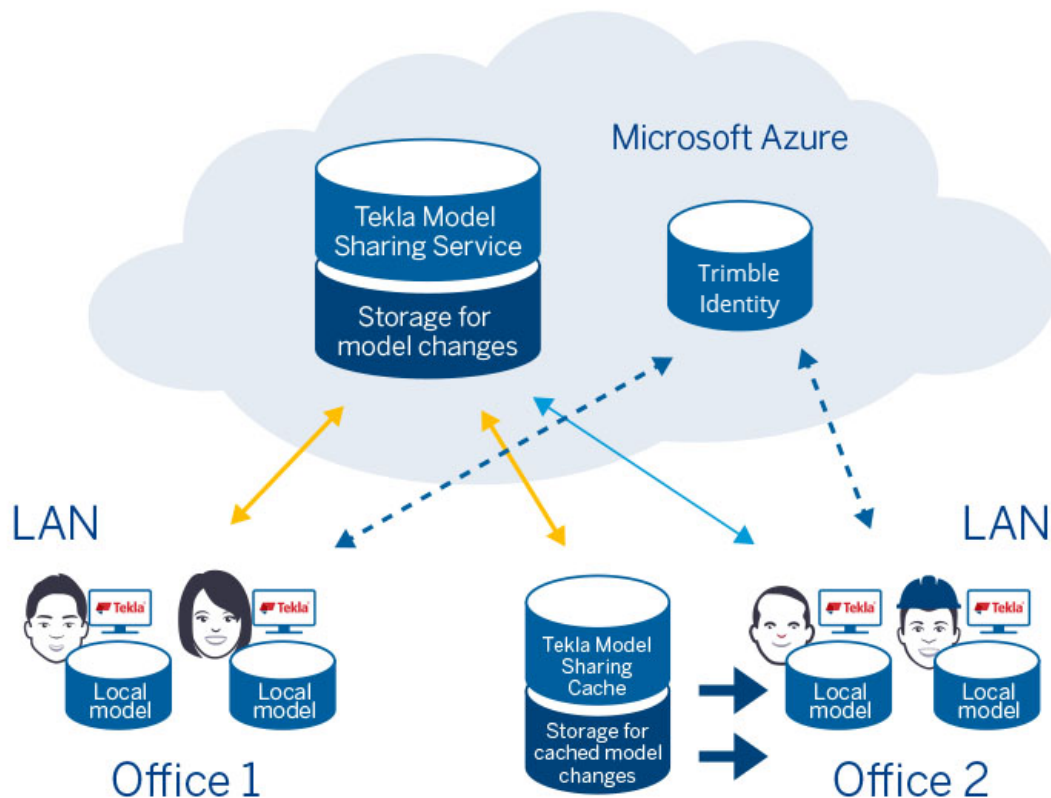 Microsoft Azure
Tekla Model
Sharing Service
Storage for
model changes
Trimble
Identity
LAN
LAN
Tekla
Tekla
Tekla
Tekla
Local
model
Local
model
Tekla Model
Sharing
Cache
Storage for
cached model
changes
Local
model
Local
model
Office 1
Office 2